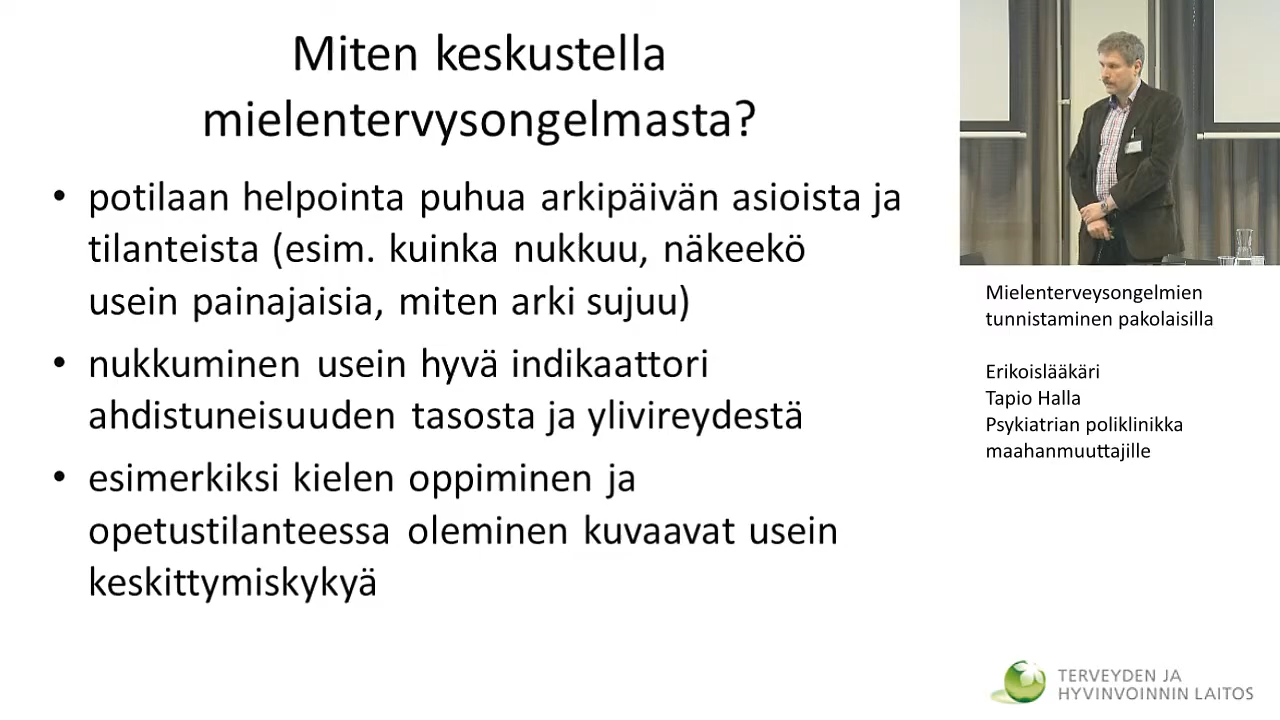 Miten keskustella
mielentervysongelmasta?
• potilaan helpointa puhua arkipäivän asioista ja
tilanteista (esim. kuinka nukkuu, näkeekö
usein painajaisia, miten arki sujuu)
• nukkuminen usein hyvä indikaattori
ahdistuneisuuden tasosta ja ylivireydestä
• esimerkiksi kielen oppiminen ja
opetustilanteessa oleminen kuvaavat usein
keskittymiskykyä
Mielenterveysongelmien
tunnistaminen pakolaisilla
Erikoislääkäri
Tapio Halla
Psykiatrian poliklinikka
maahanmuuttajille
TERVEYDEN JA
HYVINVOINNIN LAITOS